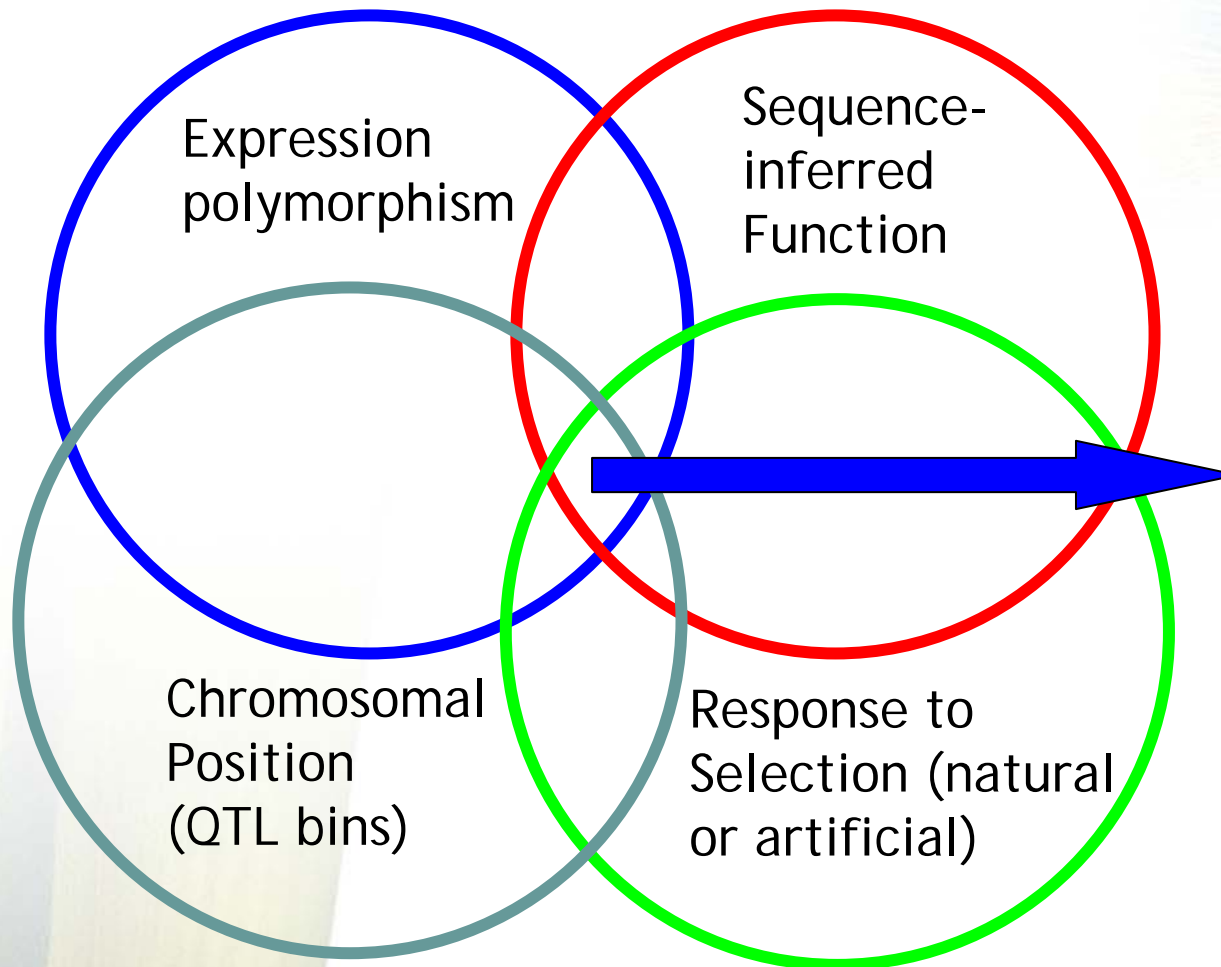 Expression
polymorphism
Sequence-
inferred
Function
Chromosomal
Position
(QTL bins)
Response to
Selection (natural
or artificial)